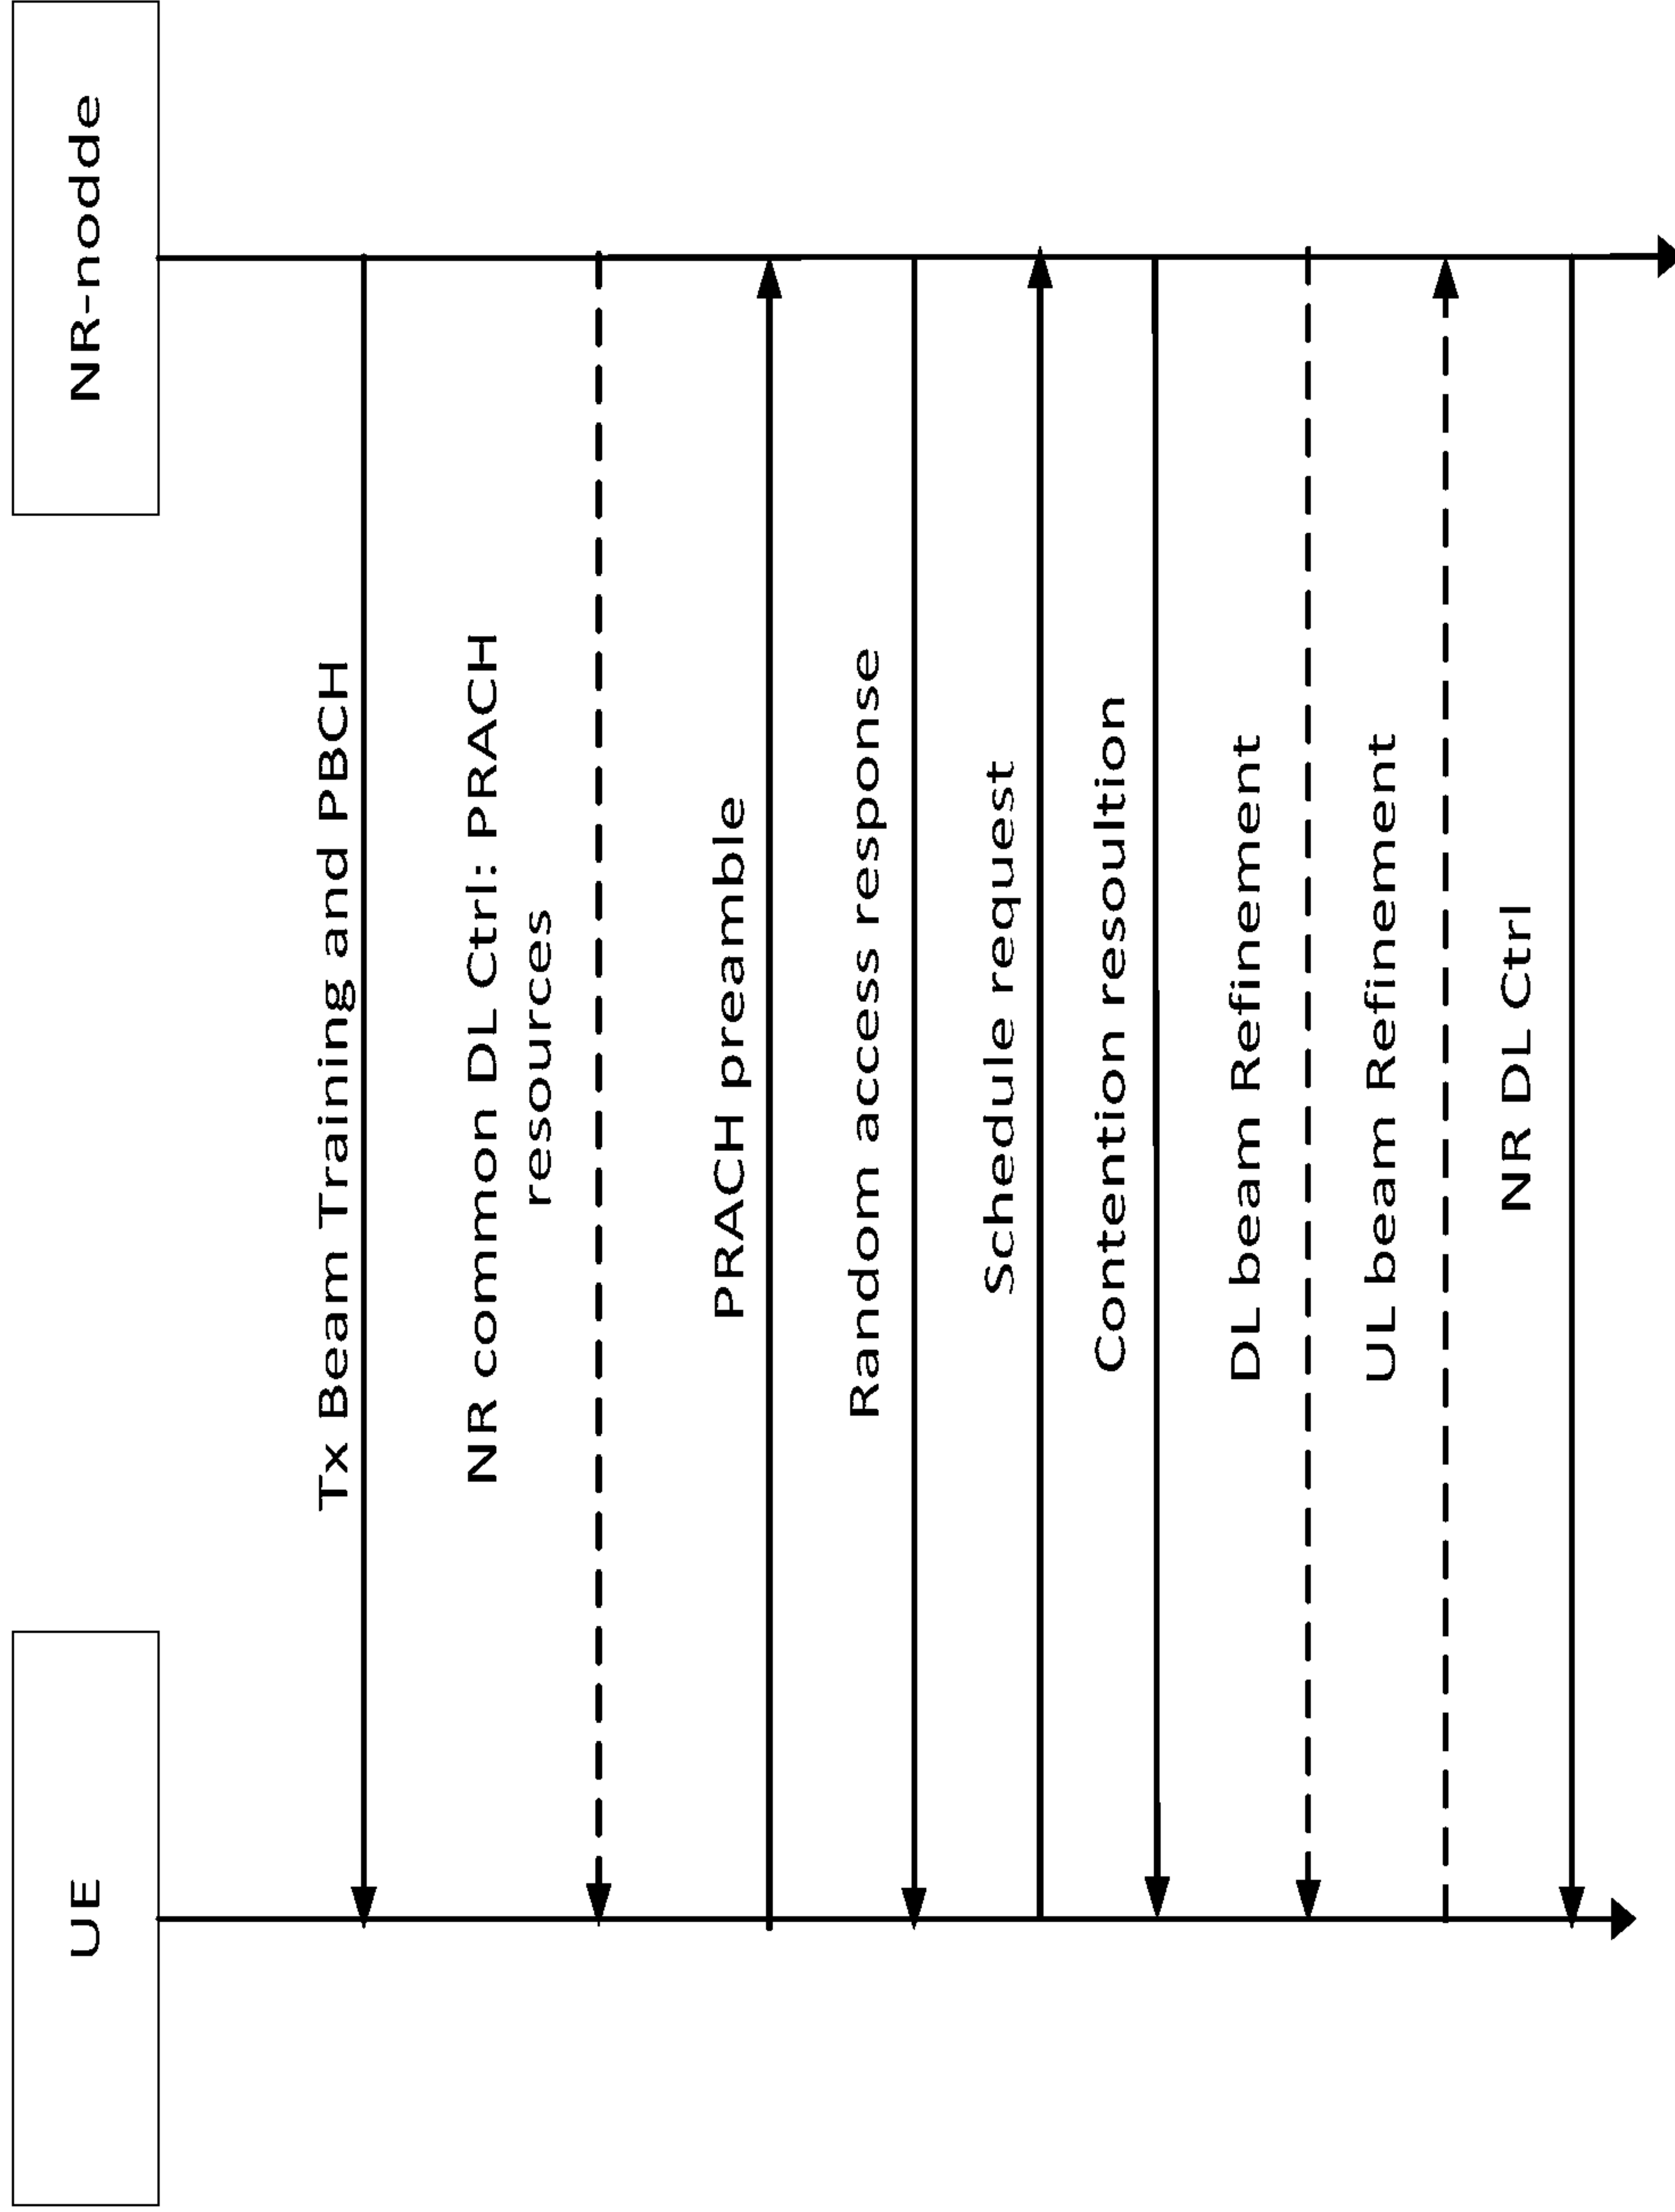 UE
NR-nodde
Tx Beam Training and PBCH
NR common DL Ctrl: PRACH
resources
PRACH preamble
Random access response
Schedule request
Contention resoultion
DL beam Refinement
UL beam Refinement
NR DL Ctrl